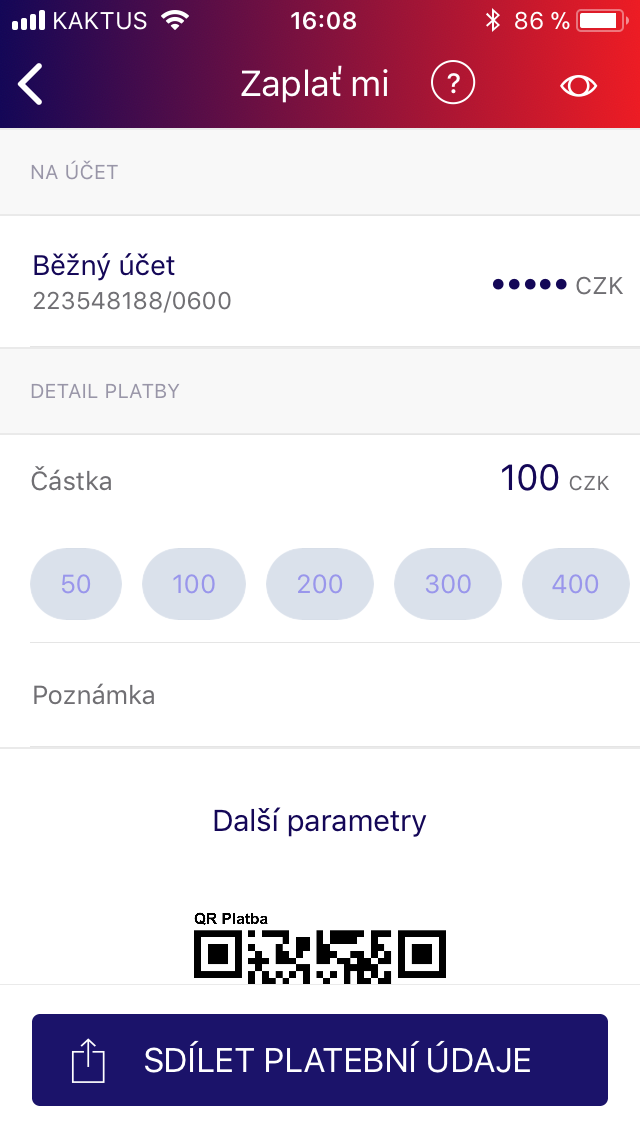 KAKTUS 16:08 86 %
Zaplať mi ?
NA ÚČET
Běžný účet
223548188/0600
••••• CZK
DETAIL PLATBY
Částka 100 CZK
50 100 200 300 400
Poznámka
Další parametry
QR Platba
SDÍLET PLATEBNÍ ÚDAJE